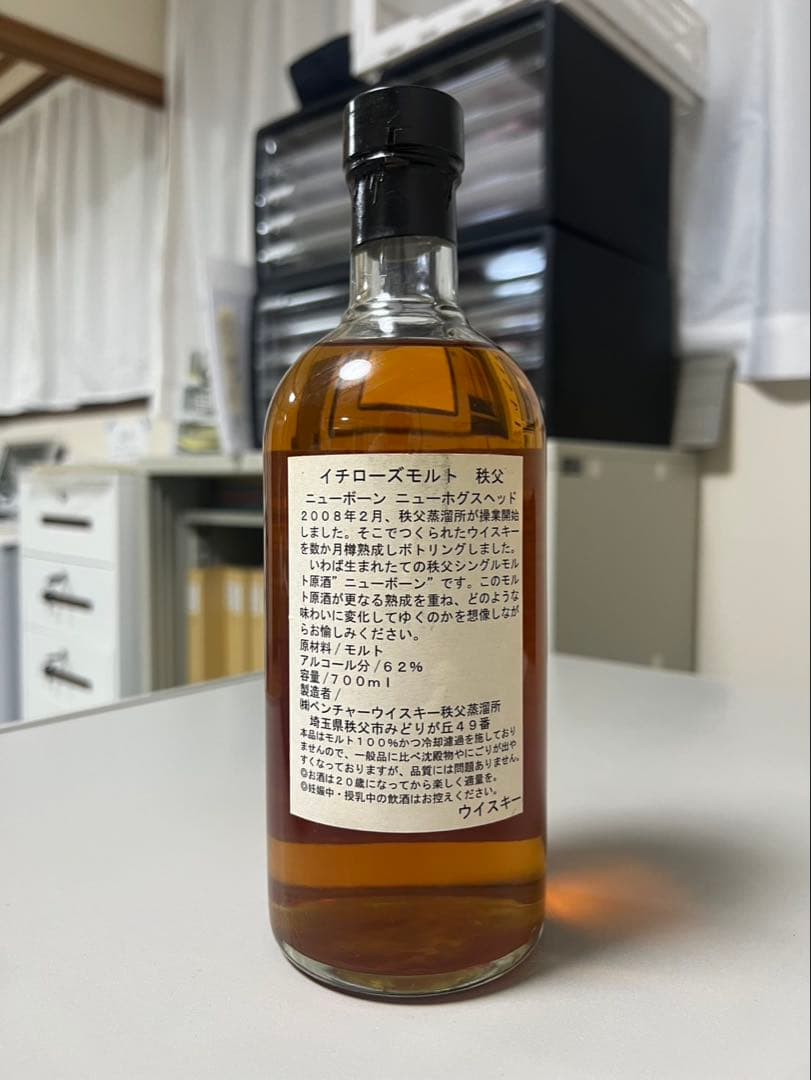 イチローズモルト　秩父
ニューボーン ニューホグスヘッド
２００８年２月、秩父蒸溜所が操業開始
しました。そこでつくられたウイスキー
を数か月樽熟成しボトリングしました。
　いわば生まれたての秩父シングルモル
ト原酒”ニューボーン”です。このモル
ト原酒が更なる熟成を重ね、どのような
味わいに変化してゆくのかを想像しなが
らお愉しみください。
原材料/モルト
アルコール分/６２％
容量/７００ｍｌ
製造者/
㈱ベンチャーウイスキー秩父蒸溜所
埼玉県秩父市みどりが丘４９番
本品はモルト１００％かつ冷却濾過を施しており
ませんので、一般品に比べ沈殿物やにごりが出や
すくなっておりますが、品質には問題ありません。
◎お酒は２０歳になってから楽しく適量を。
◎妊娠中・授乳中の飲酒はお控えください。
ウイスキー